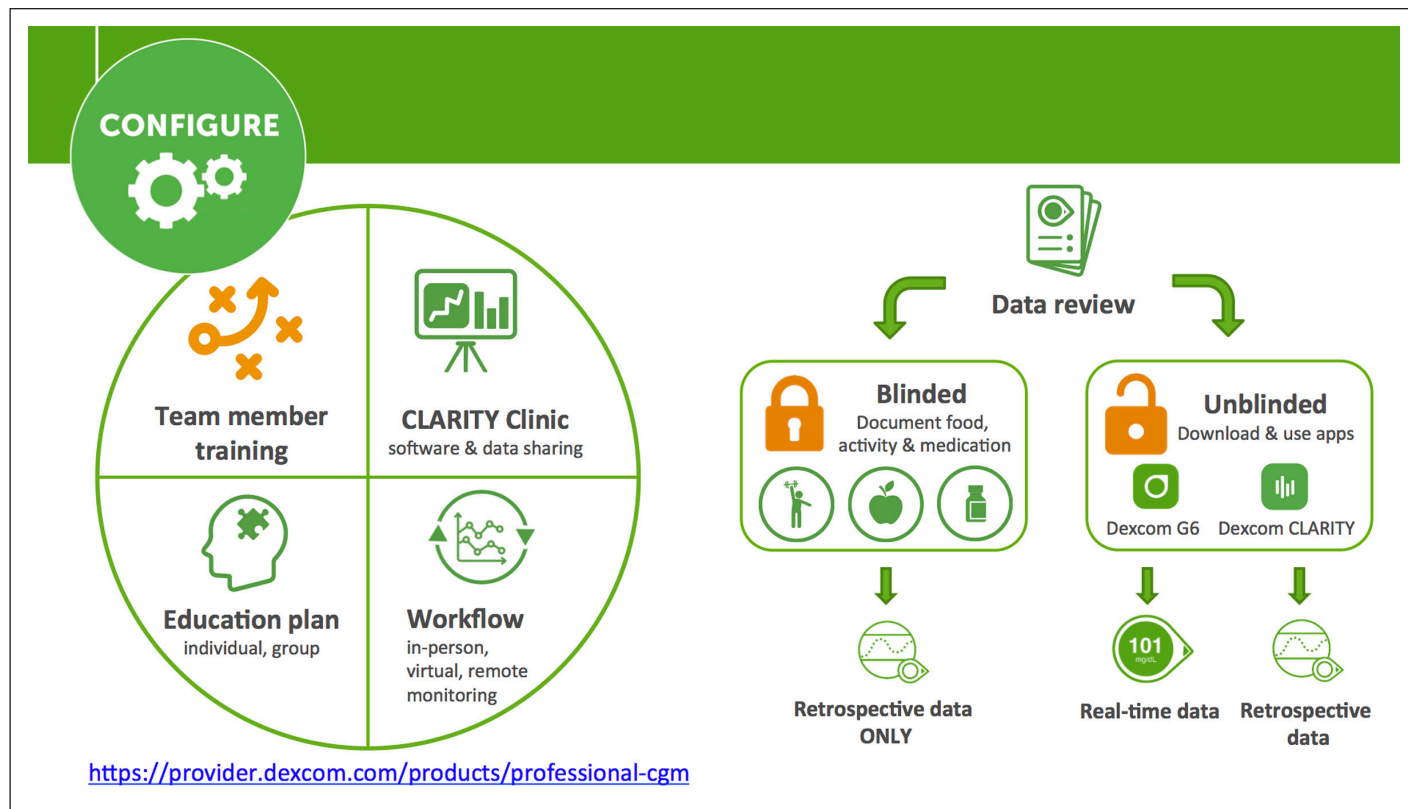 CONFIGURE
Team member
training
CLARITY Clinic
software & data sharing
Education plan
individual, group
Workflow
in-person,
virtual, remote
monitoring
https://provider.dexcom.com/products/professional-cgm
Data review
Blinded
Document food,
activity & medication
Unblinded
Download & use apps
Dexcom G6
Dexcom CLARITY
Retrospective data
ONLY
101
mg/dL
Real-time data
Retrospective
data